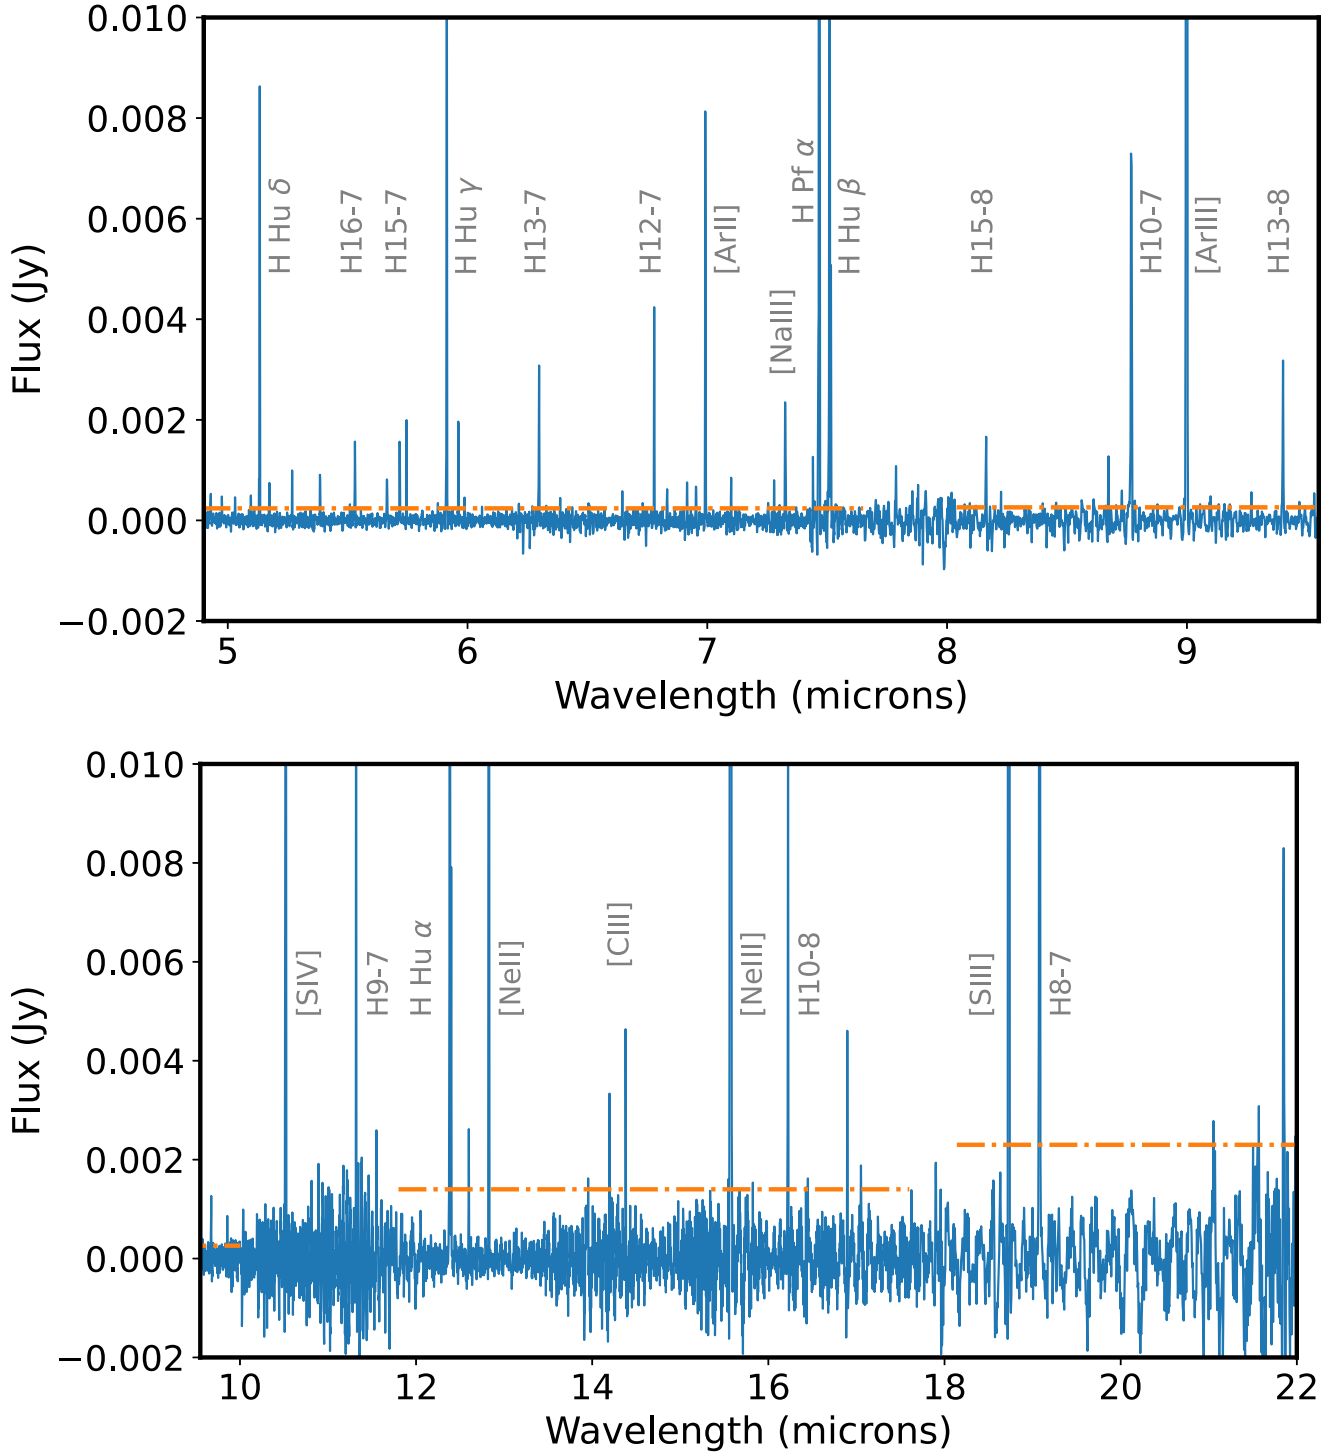 0.010
0.008
0.006
0.004
0.002
0.000
−0.002
Flux (Jy)
H Hu δ
H16-7
H15-7
H Hu γ
H13-7
H12-7
[ArII]
[NaIII]
H Pf α
H Hu β
H15-8
H10-7
[ArIII]
H13-8
5 6 7 8 9
Wavelength (microns)
0.010
0.008
0.006
0.004
0.002
0.000
−0.002
Flux (Jy)
[SIV]
H9-7
H Hu α
[NeII]
[ClII]
[NeIII]
H10-8
[SIII]
H8-7
10 12 14 16 18 20 22
Wavelength (microns)